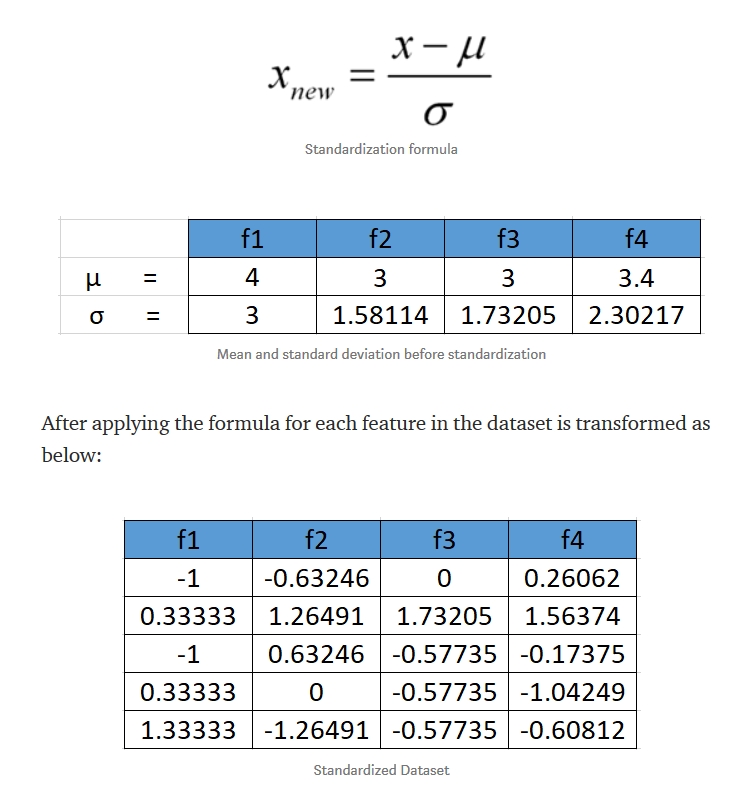 x_new = (x − μ) / σ
Standardization formula
f1 f2 f3 f4
μ = 4 3 3 3.4
σ = 3 1.58114 1.73205 2.30217
Mean and standard deviation before standardization
After applying the formula for each feature in the dataset is transformed as
below:
f1 f2 f3 f4
-1 -0.63246 0 0.26062
0.33333 1.26491 1.73205 1.56374
-1 0.63246 -0.57735 -0.17375
0.33333 0 -0.57735 -1.04249
1.33333 -1.26491 -0.57735 -0.60812
Standardized Dataset